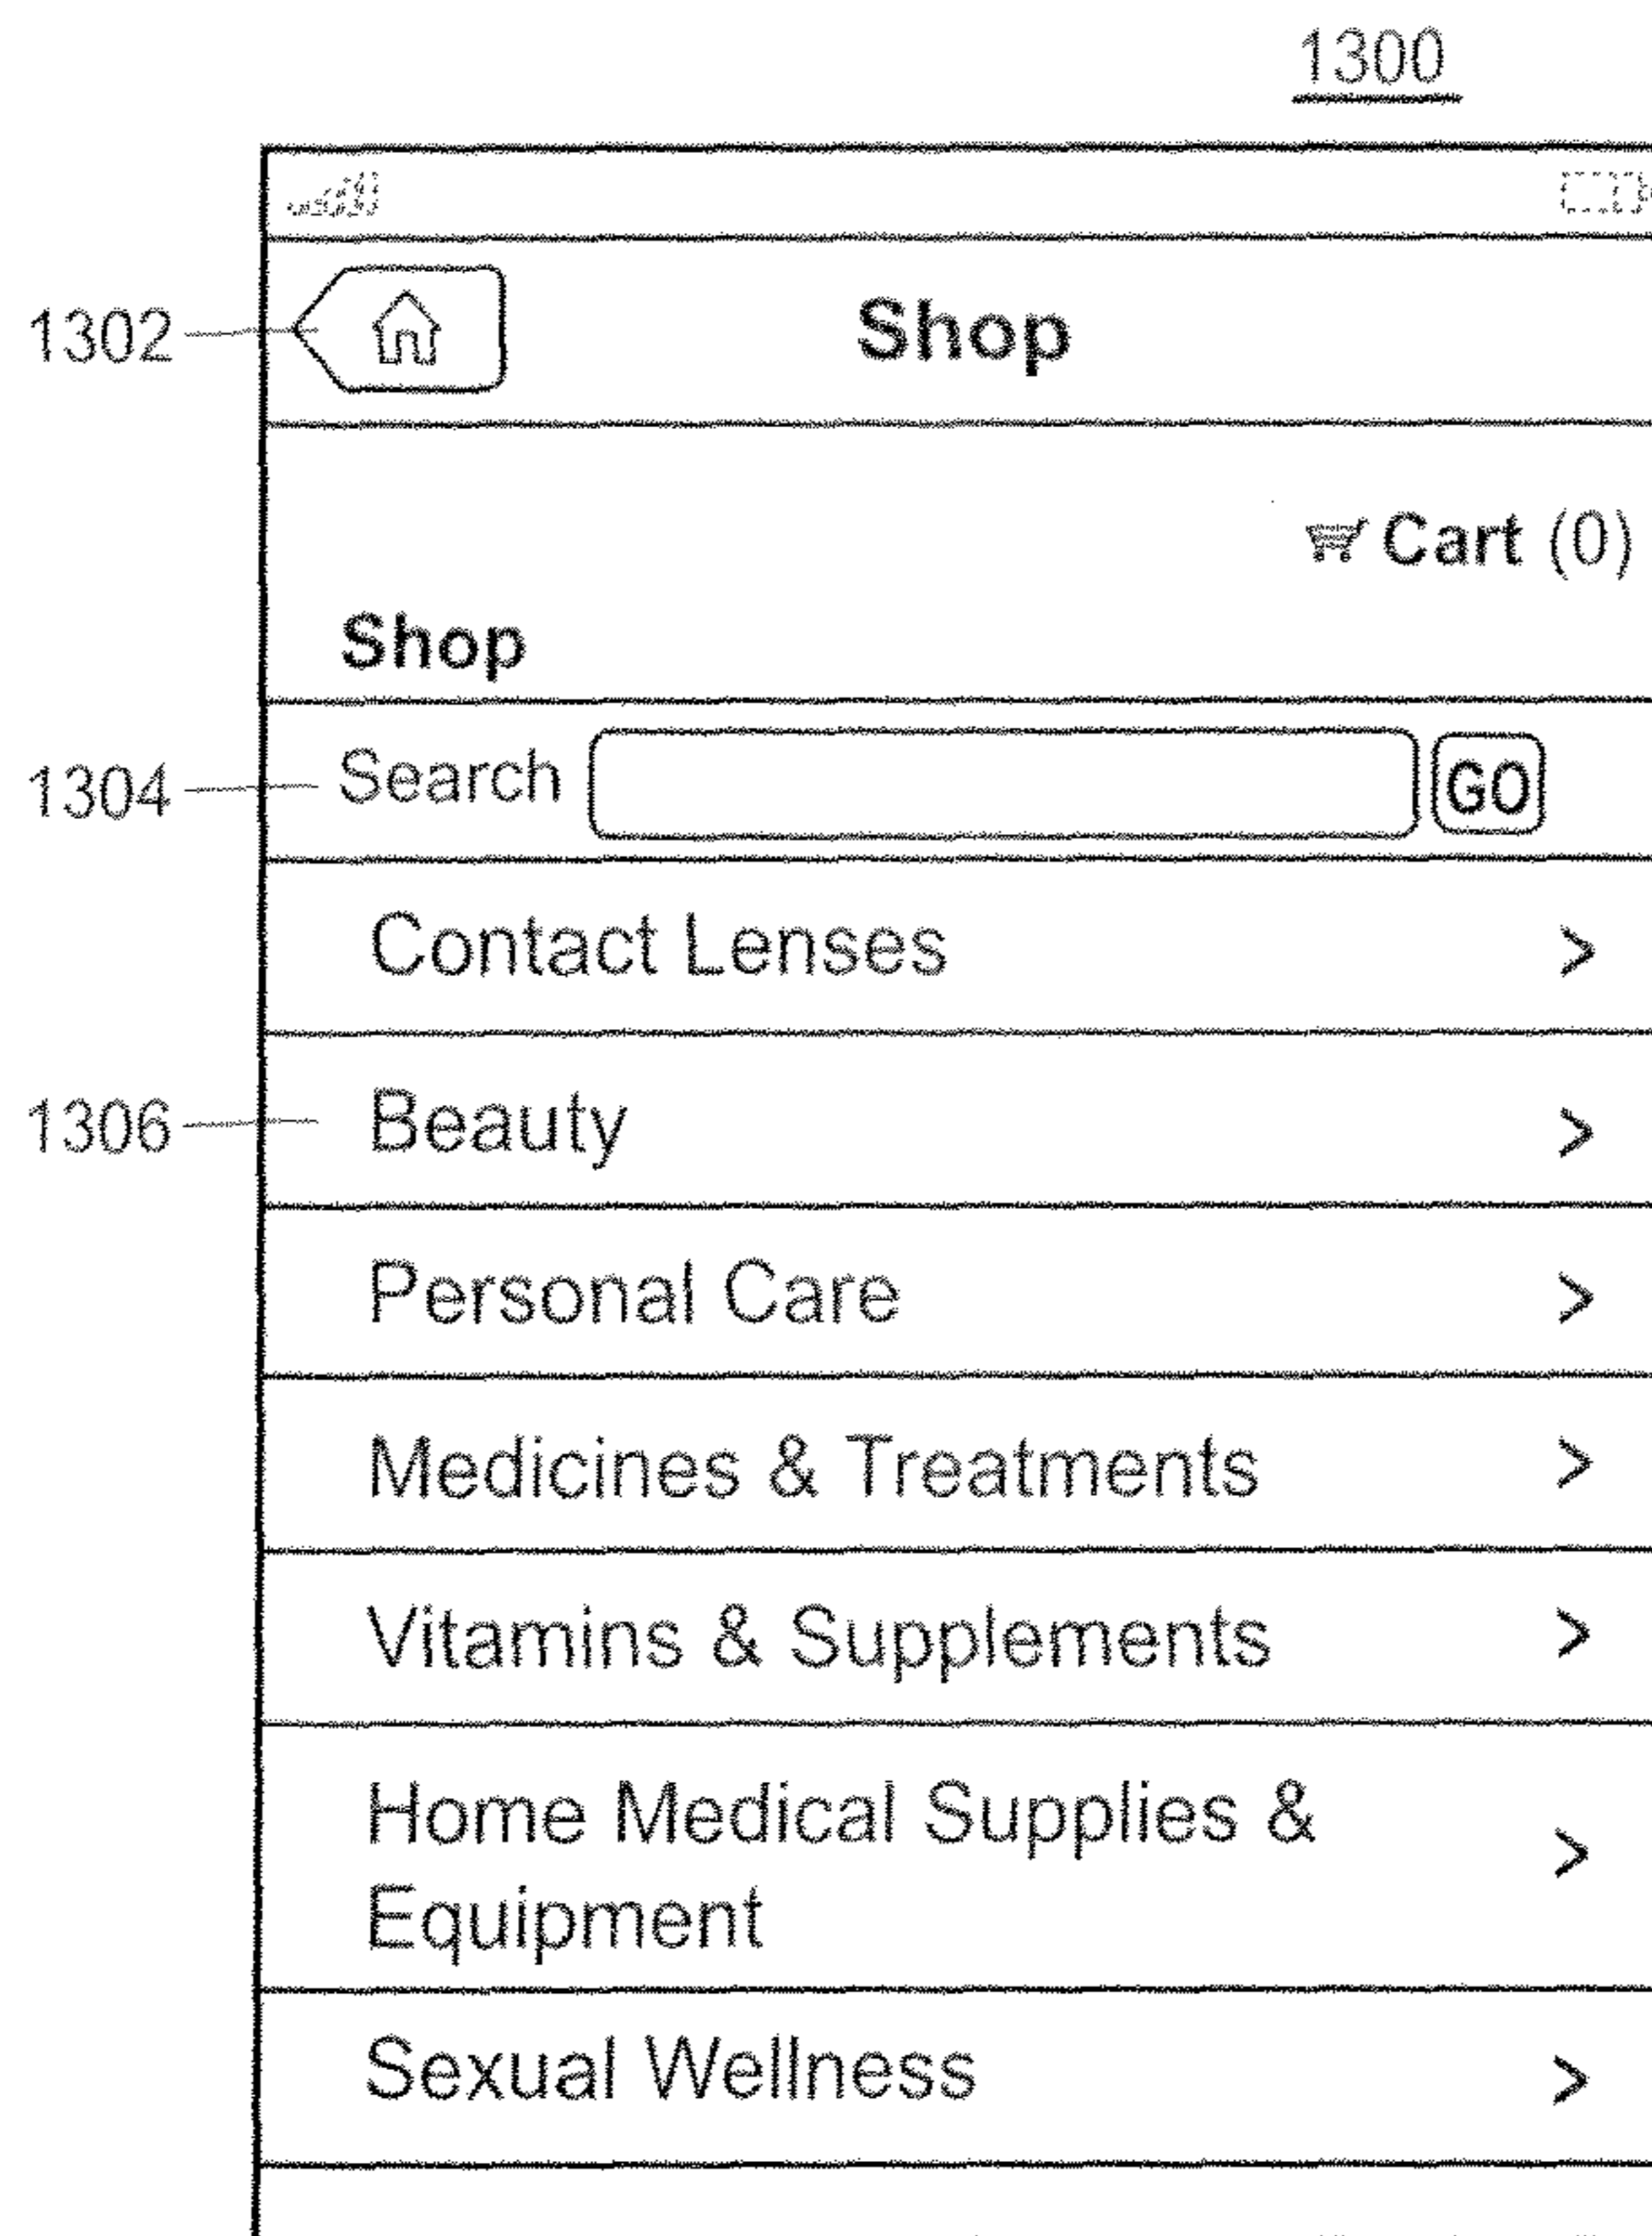 1300
1302
Shop
Cart (0)
Shop
1304
Search
GO
Contact Lenses >
1306
Beauty >
Personal Care >
Medicines & Treatments >
Vitamins & Supplements >
Home Medical Supplies &
Equipment >
Sexual Wellness >